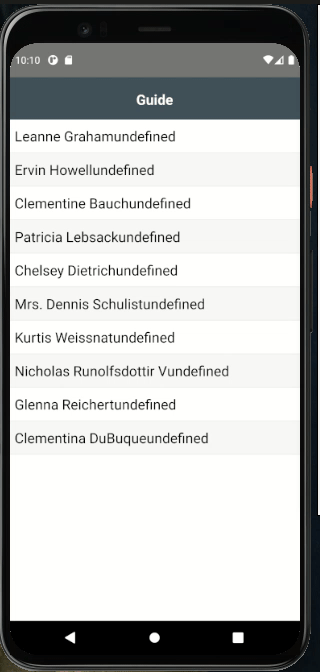 10:10
Guide
Leanne Grahamundefined
Ervin Howellundefined
Clementine Bauchundefined
Patricia Lebsackundefined
Chelsey Dietrichundefined
Mrs. Dennis Schulistundefined
Kurtis Weissnatundefined
Nicholas Runolfsdottir Vundefined
Glenna Reichertundefined
Clementina DuBuqueundefined